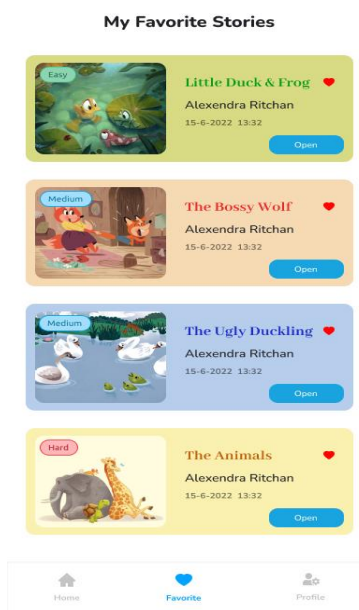 My Favorite Stories
Easy
Little Duck & Frog
Alexendra Ritchan
15-6-2022 13:32
Open
Medium
The Bossy Wolf
Alexendra Ritchan
15-6-2022 13:32
Open
Medium
The Ugly Duckling
Alexendra Ritchan
15-6-2022 13:32
Open
Hard
The Animals
Alexendra Ritchan
15-6-2022 13:32
Open
Home
Favorite
Profile